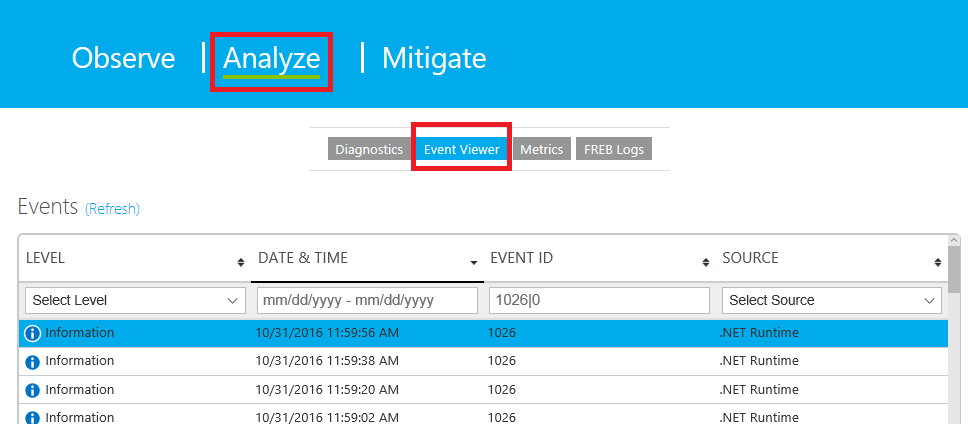 Observe Analyze Mitigate
Diagnostics Event Viewer Metrics FREB Logs
Events (Refresh)
LEVEL DATE & TIME EVENT ID SOURCE
Select Level mm/dd/yyyy - mm/dd/yyyy 1026|0 Select Source
Information 10/31/2016 11:59:56 AM 1026 .NET Runtime
Information 10/31/2016 11:59:38 AM 1026 .NET Runtime
Information 10/31/2016 11:59:20 AM 1026 .NET Runtime
Information 10/31/2016 11:59:02 AM 1026 .NET Runtime